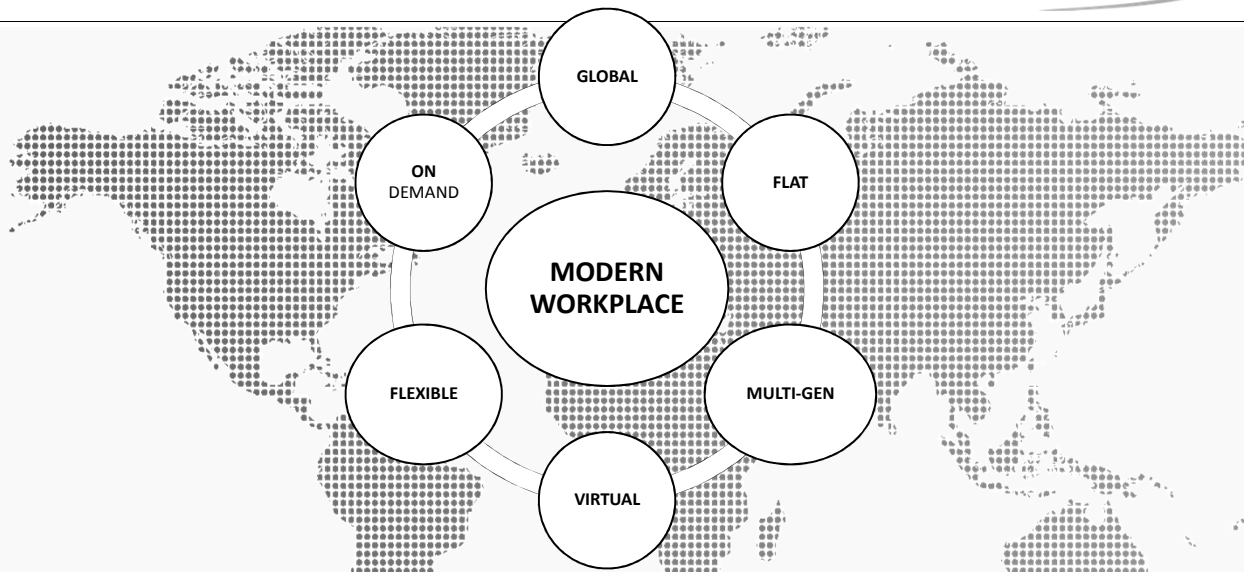 GLOBAL
ON
DEMAND
FLAT
MODERN
WORKPLACE
FLEXIBLE
MULTI-GEN
VIRTUAL